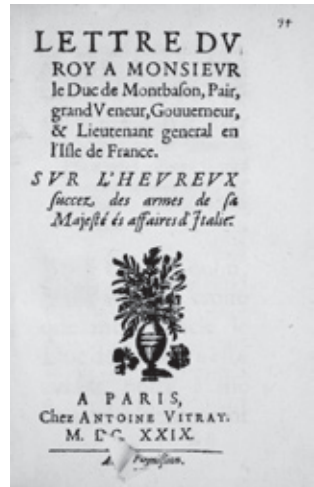 LETTRE DV
ROY A MONSIEVR
le Duc de Montbason, Pair,
grand Veneur, Gouuerneur,
& Lieutenant general en
l'Isle de France.
SVR L'HEVREVX
succez, des armes de sa
Majesté és affaires d'Italie.
A PARIS,
Chez ANTOINE VITRAY.
M. DC. XXIX.